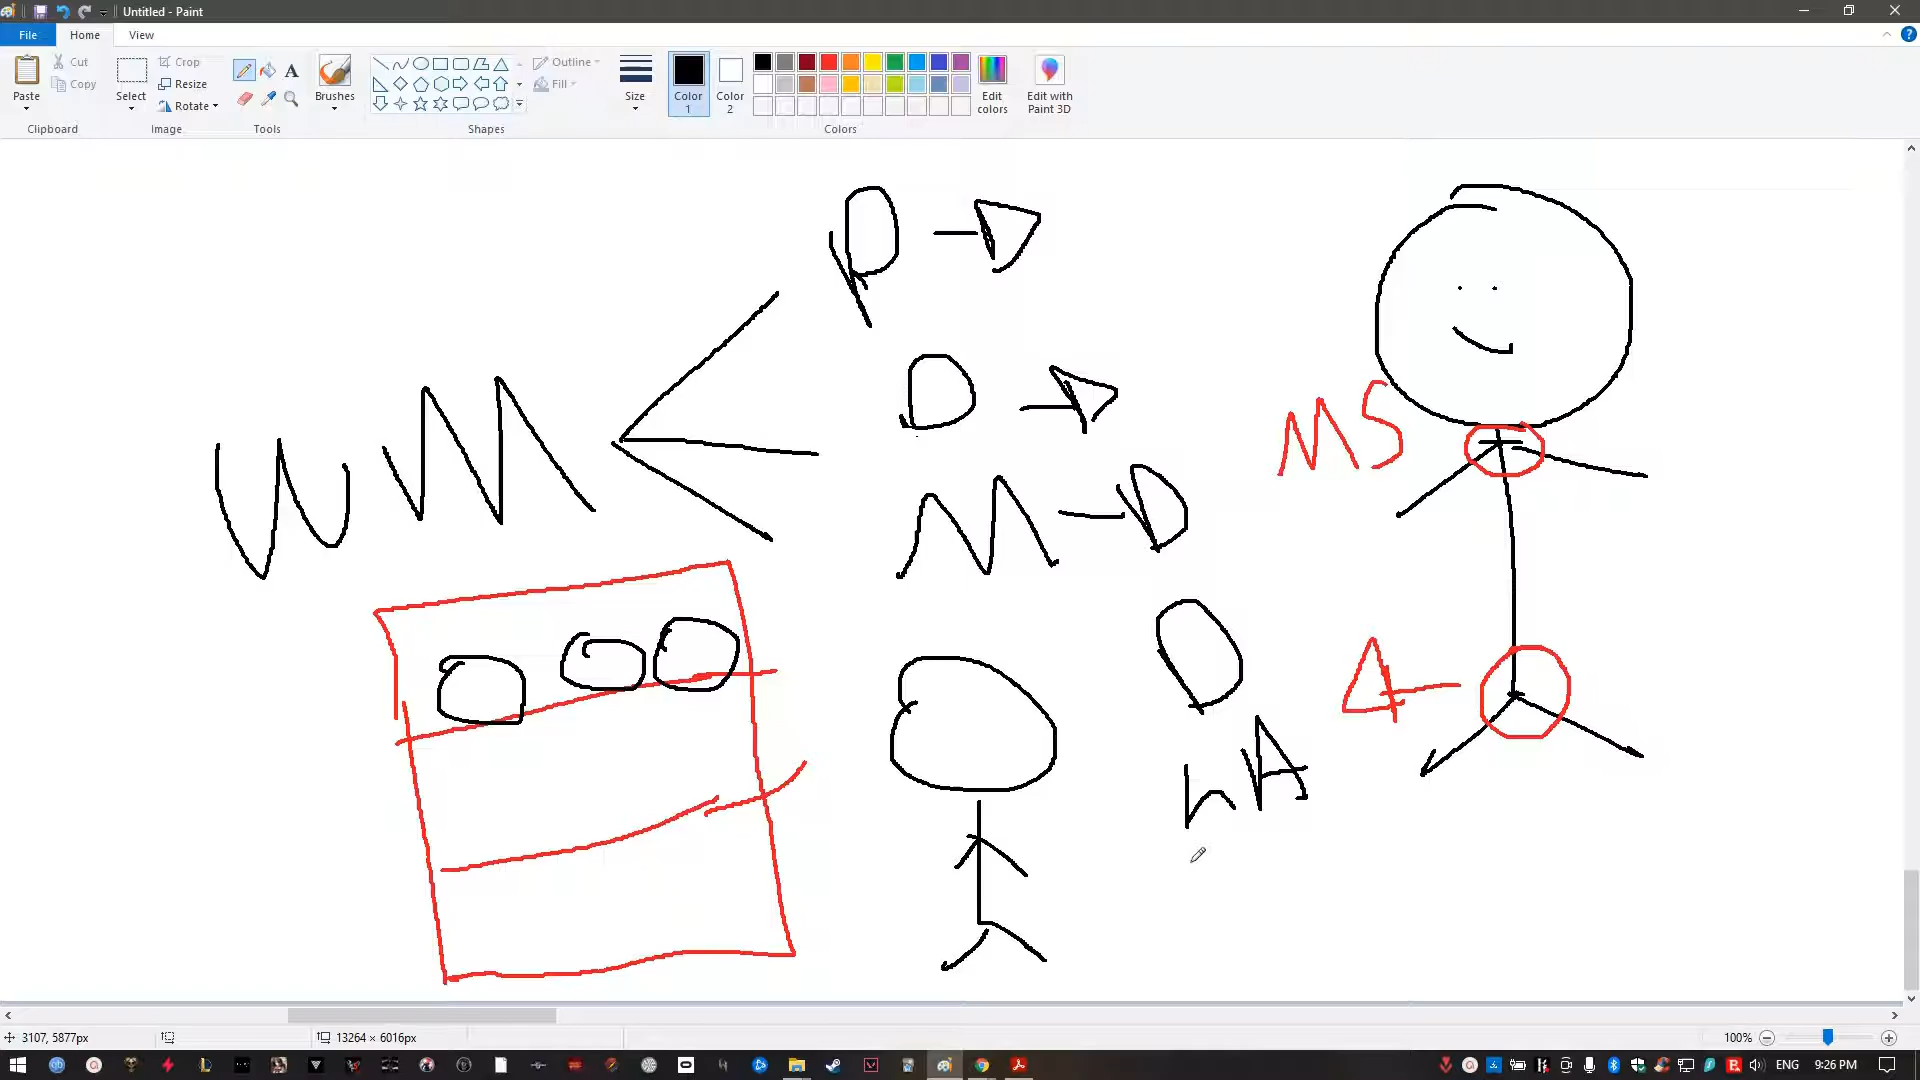 Untitled - Paint
File
Home
View
Paste
Cut
Copy
Clipboard
Select
Crop
Resize
Rotate
Image
A
Tools
Brushes
Outline
Fill
Shapes
Size
Color 1
Color 2
Edit colors
Edit with Paint 3D
Colors
P
D
WM
M
MS
D
4
hA
3107, 5877px
13264 × 6016px
100%
ENG
9:26 PM